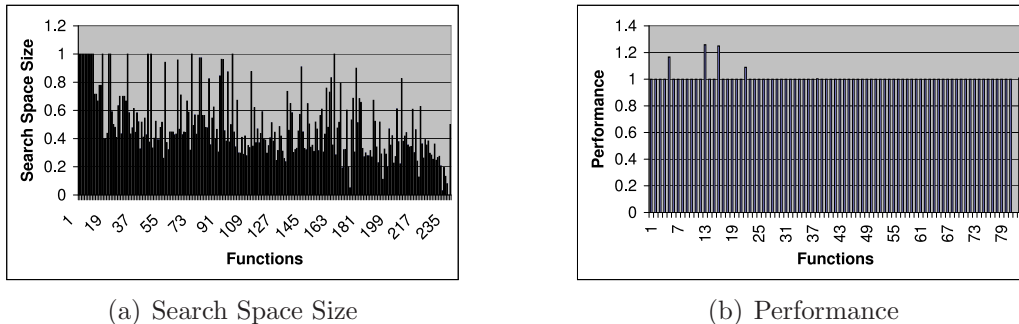 1.2
1
0.8
0.6
0.4
0.2
0
Search Space Size
1 19 37 55 73 91 109 127 145 163 181 199 217 235
Functions
(a) Search Space Size
1.4
1.2
1
0.8
0.6
0.4
0.2
0
Performance
1 7 13 19 25 31 37 43 49 55 61 67 73 79
Functions
(b) Performance